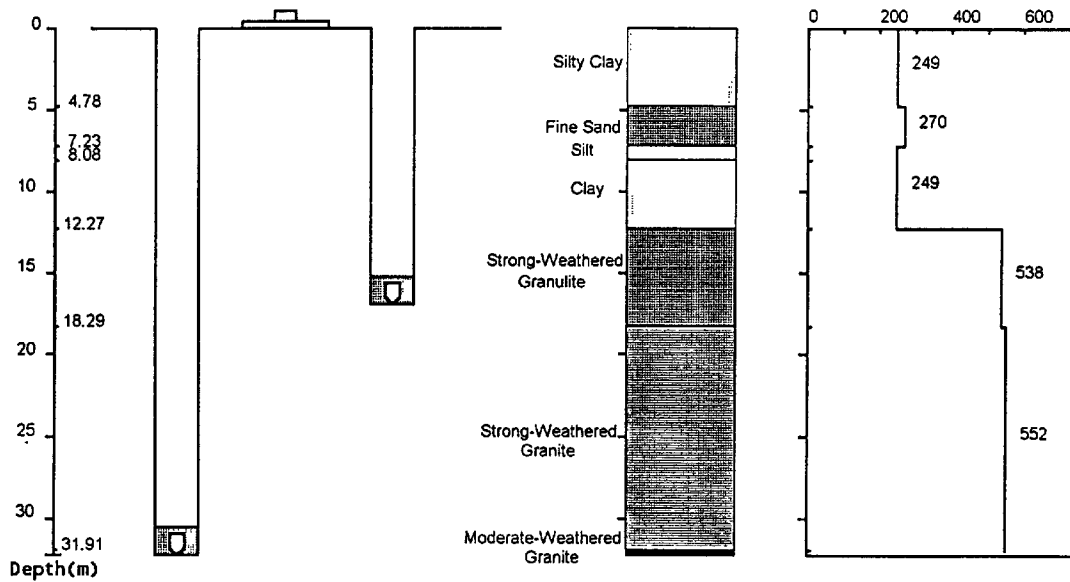 0
5
4.78
7.23
8.08
10
12.27
15
18.29
20
25
30
31.91
Depth(m)
Silty Clay
Fine Sand
Silt
Clay
Strong-Weathered
Granulite
Strong-Weathered
Granite
Moderate-Weathered
Granite
0 200 400 600
249
270
249
538
552